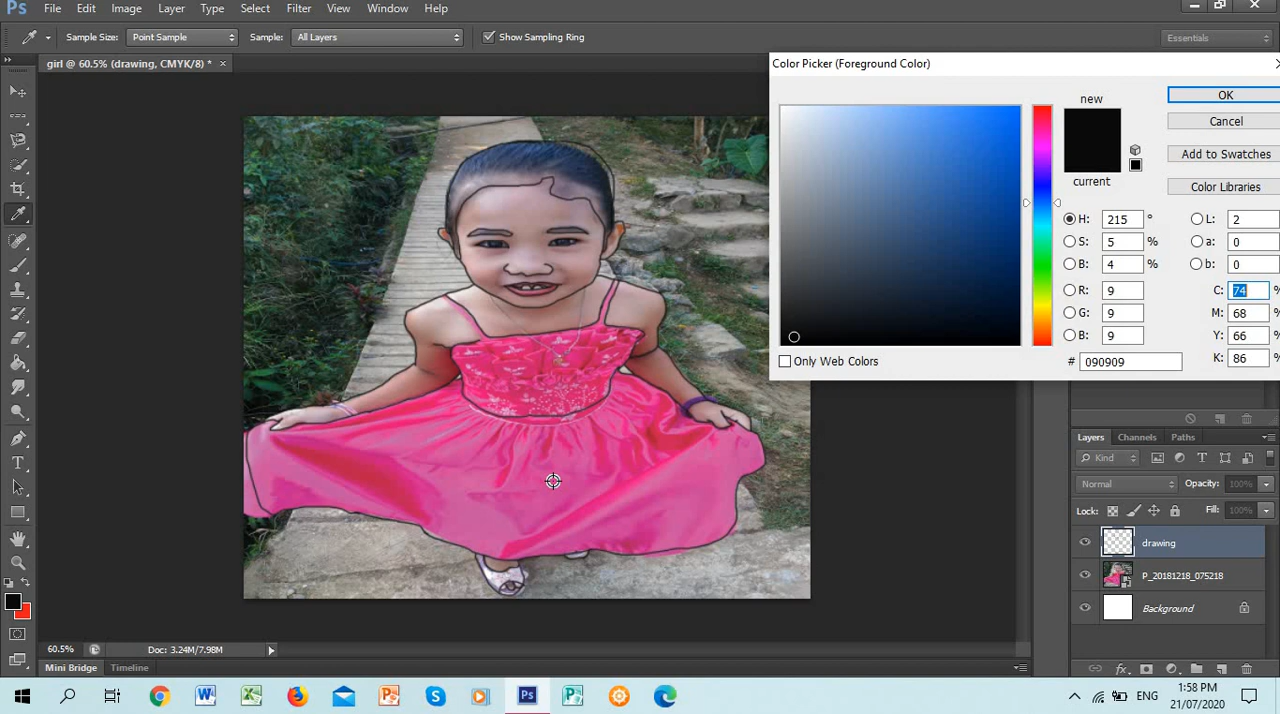 Ps File Edit Image Layer Type Select Filter View Window Help
Sample Size: Point Sample Sample: All Layers Show Sampling Ring Essentials
girl @ 60.5% (drawing, CMYK/8) * ×
Color Picker (Foreground Color)
new
current
OK
Cancel
Add to Swatches
Color Libraries
H: 215 ° L: 2
S: 5 % a: 0
B: 4 % b: 0
R: 9 C: 74 %
G: 9 M: 68 %
B: 9 Y: 66 %
# 090909 K: 86 %
Only Web Colors
Layers Channels Paths
Kind
Normal Opacity: 100%
Lock: Fill: 100%
drawing
P_20181218_075218
Background
60.5% Doc: 3.24M/7.98M
Mini Bridge Timeline
ENG 1:58 PM
21/07/2020